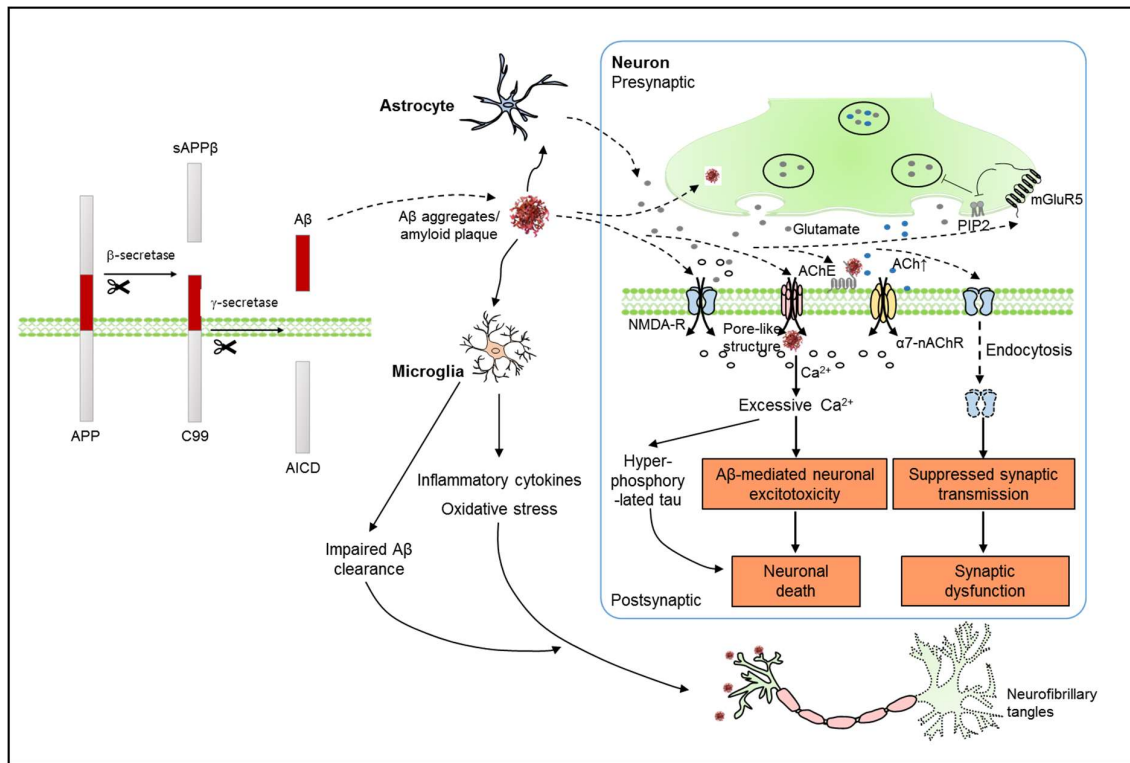 Neuron
Presynaptic
Astrocyte
sAPPβ
Aβ
Aβ aggregates/
amyloid plaque
mGluR5
PIP2
Glutamate
β-secretase
AChE
ACh↑
γ-secretase
NMDA-R
Pore-like
structure
α7-nAChR
Endocytosis
Microglia
Ca²⁺
Excessive Ca²⁺
APP
C99
AICD
Hyper-
phosphory
-lated tau
Aβ-mediated neuronal
excitotoxicity
Suppressed synaptic
transmission
Inflammatory cytokines
Oxidative stress
Impaired Aβ
clearance
Neuronal
death
Synaptic
dysfunction
Postsynaptic
Neurofibrillary
tangles